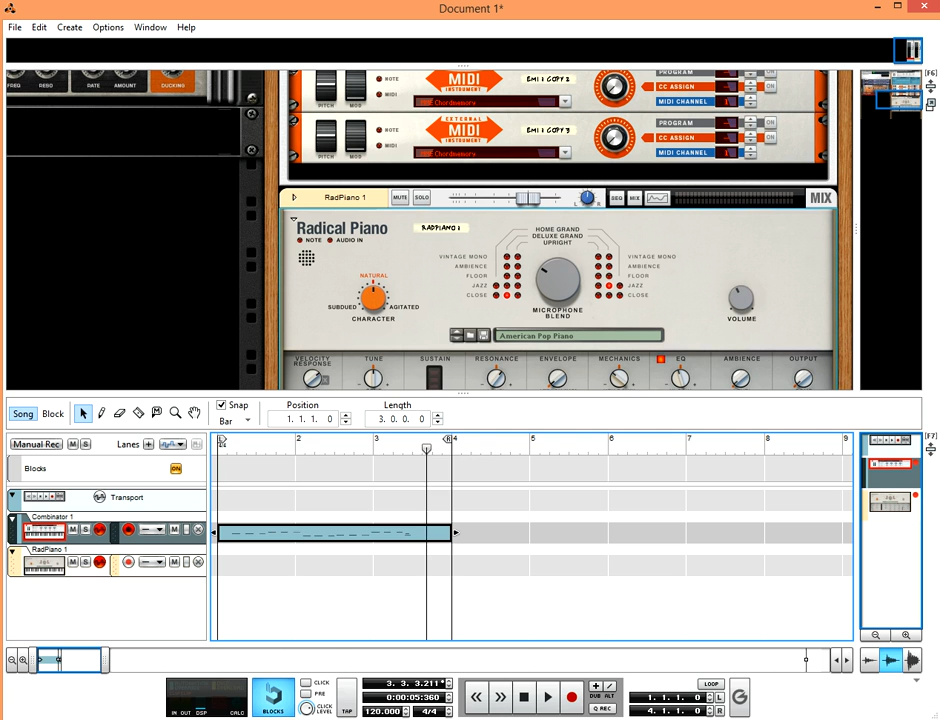 Document 1*
File Edit Create Options Window Help
FREQ RESO RATE AMOUNT DUCKING
PITCH MOD
NOTE
MIDI
MIDI
INSTRUMENT
EMI 1 COPY 2
Chordmemory
PROGRAM
ON
CC ASSIGN
MIDI CHANNEL
[F6]
PITCH MOD
NOTE
MIDI
EXTERNAL
MIDI
INSTRUMENT
EMI 1 COPY 3
Chordmemory
PROGRAM
ON
CC ASSIGN
ON
MIDI CHANNEL
RadPiano 1
MUTE SOLO
L R
SEQ MIX
MIX
Radical Piano
RADPIANO 1
NOTE AUDIO IN
HOME GRAND
DELUXE GRAND
UPRIGHT
VINTAGE MONO VINTAGE MONO
AMBIENCE AMBIENCE
FLOOR FLOOR
JAZZ JAZZ
CLOSE CLOSE
NATURAL
SUBDUED AGITATED
CHARACTER
MICROPHONE
BLEND
VOLUME
American Pop Piano
VELOCITY
RESPONSE
TUNE SUSTAIN RESONANCE ENVELOPE MECHANICS EQ AMBIENCE OUTPUT
Song Block
Snap
Bar
Position
1. 1. 1. 0
Length
3. 0. 0. 0
Manual Rec M S Lanes
L 2 3 R 4 5 6 7 8 9
[F7]
Blocks ON
Transport
Combinator 1
M S M
RadPiano 1
M S M
IN OUT DSP CALC
BLOCKS
CLICK
PRE
CLICK
LEVEL
TAP
3. 3. 3.211*
0:00:05:360
120.000 4/4
DUB ALT
Q REC
LOOP
1. 1. 1. 0 L
4. 1. 1. 0 R